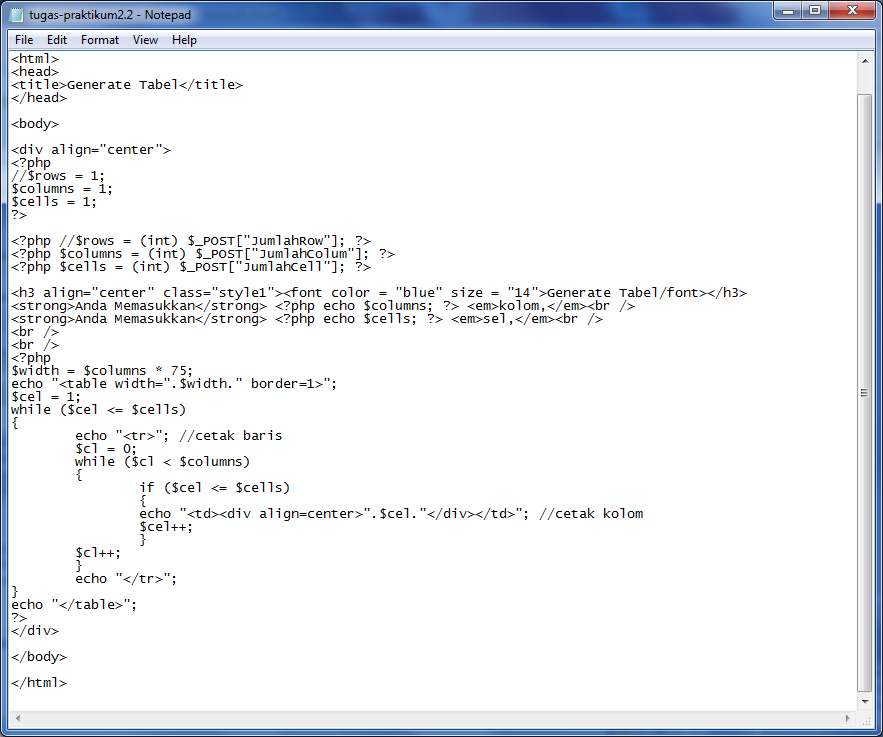 tugas-praktikum2.2 - Notepad
File Edit Format View Help
<html>
<head>
<title>Generate Tabel</title>
</head>

<body>

<div align="center">
<?php
//$rows = 1;
$columns = 1;
$cells = 1;
?>

<?php //$rows = (int) $_POST["JumlahRow"]; ?>
<?php $columns = (int) $_POST["JumlahColum"]; ?>
<?php $cells = (int) $_POST["JumlahCell"]; ?>

<h3 align="center" class="style1"><font color = "blue" size = "14">Generate Tabel/font></h3>
<strong>Anda Memasukkan</strong> <?php echo $columns; ?> <em>kolom,</em><br />
<strong>Anda Memasukkan</strong> <?php echo $cells; ?> <em>sel,</em><br />
<br />
<br />
<?php
$width = $columns * 75;
echo "<table width=".$width." border=1>";
$cel = 1;
while ($cel <= $cells)
{
        echo "<tr>"; //cetak baris
        $cl = 0;
        while ($cl < $columns)
        {
                if ($cel <= $cells)
                {
                echo "<td><div align=center>".$cel."</div></td>"; //cetak kolom
                $cel++;
                }
        $cl++;
        }
        echo "</tr>";
}
echo "</table>";
?>
</div>

</body>

</html>